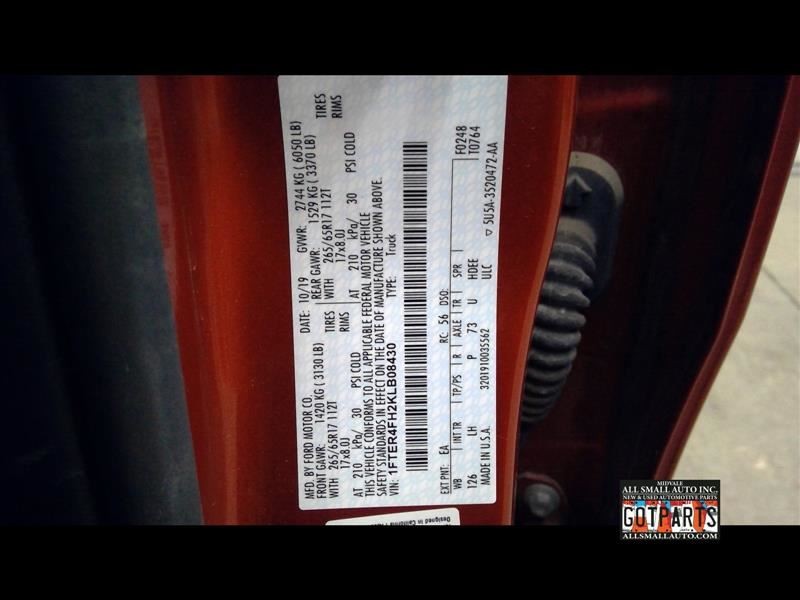 MFD. BY FORD MOTOR CO.
DATE: 10/19 GVWR: 2744 KG ( 6050 LB)
FRONT GAWR: 1420 KG ( 3130 LB) REAR GAWR: 1529 KG ( 3370 LB)
WITH 265/65R17 112T TIRES WITH 265/65R17 112T TIRES
17x8.0J RIMS 17x8.0J RIMS
AT 210 kPa/ 30 PSI COLD AT 210 kPa/ 30 PSI COLD
THIS VEHICLE CONFORMS TO ALL APPLICABLE FEDERAL MOTOR VEHICLE
SAFETY STANDARDS IN EFFECT ON THE DATE OF MANUFACTURE SHOWN ABOVE.
VIN: 1FTER4FH2KLB08430 TYPE: Truck
EXT PNT: EA RC: 56 DSO: F0248
T0764
WB INT TR TP/PS R AXLE TR SPR
126 LH P 73 U HDEE
ULC
MADE IN U.S.A. 3201910035562 ▽ 5U5A-3520472-AA
Designed in California
MIDVALE
ALL SMALL AUTO INC.
NEW & USED AUTOMOTIVE PARTS
GOTPARTS
ALLSMALLAUTO.COM